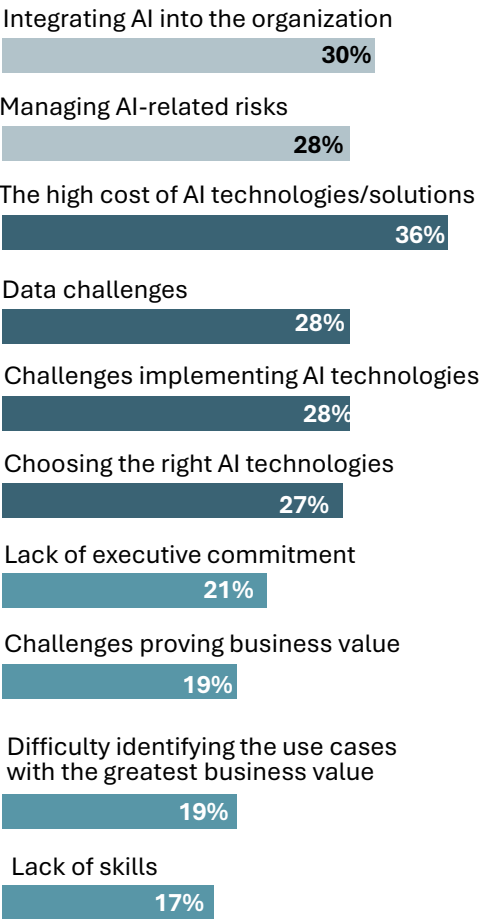 Integrating AI into the organization
30%
Managing AI-related risks
28%
The high cost of AI technologies/solutions
36%
Data challenges
28%
Challenges implementing AI technologies
28%
Choosing the right AI technologies
27%
Lack of executive commitment
21%
Challenges proving business value
19%
Difficulty identifying the use cases
with the greatest business value
19%
Lack of skills
17%